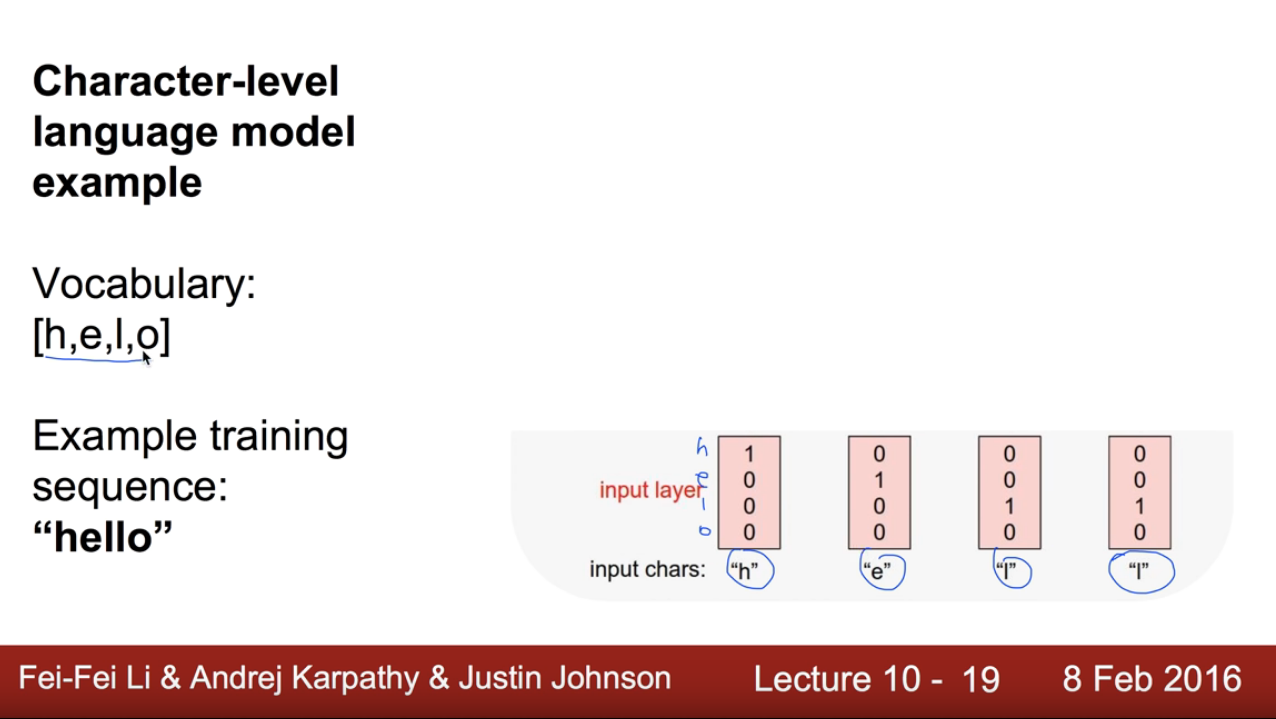 Character-level
language model
example
Vocabulary:
[h,e,l,o]
Example training
sequence:
“hello”
h 1 0 0 0
e 0 1 0 0
input layer
l 0 0 1 1
o 0 0 0 0
input chars: “h” “e” “l” “l”
Fei-Fei Li & Andrej Karpathy & Justin Johnson Lecture 10 - 19 8 Feb 2016